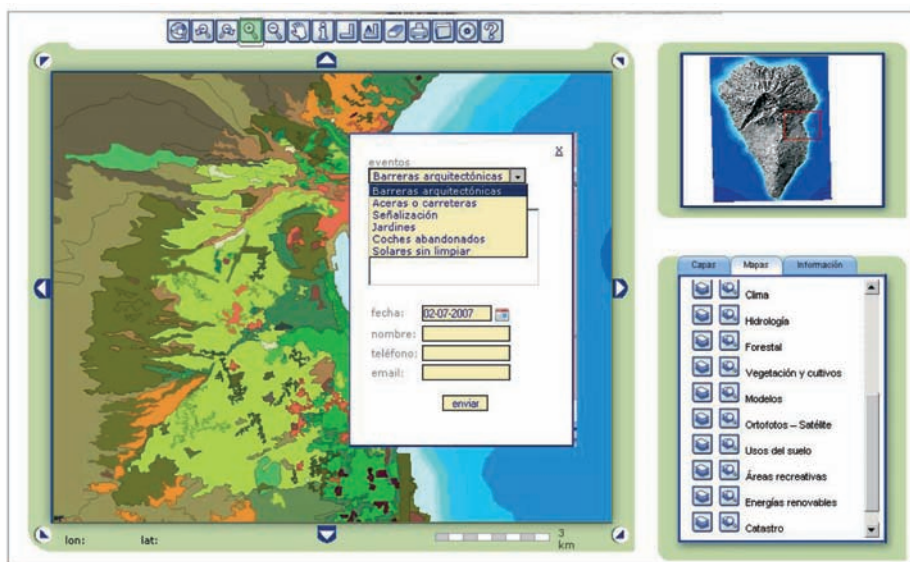 eventos
X
Barreras arquitectónicas
Barreras arquitectónicas
Aceras o carreteras
Señalización
Jardines
Coches abandonados
Solares sin limpiar
fecha: 02-07-2007
nombre:
teléfono:
email:
enviar
lon: lat:
3
km
Capas Mapas Información
Clima
Hidrología
Forestal
Vegetación y cultivos
Modelos
Ortofotos – Satélite
Usos del suelo
Áreas recreativas
Energías renovables
Catastro